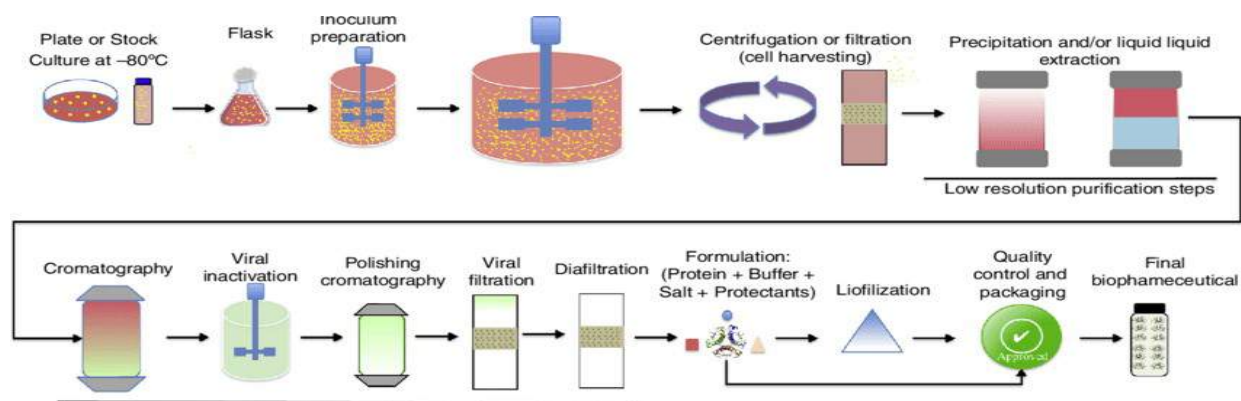 Plate or Stock
Culture at –80ºC
Flask
Inoculum
preparation
Centrifugation or filtration
(cell harvesting)
Precipitation and/or liquid liquid
extraction
Low resolution purification steps
Cromatography
Viral
inactivation
Polishing
cromatography
Viral
filtration
Diafiltration
Formulation:
(Protein + Buffer +
Salt + Protectants)
Liofilization
Quality
control and
packaging
Approved
Final
biophameceutical